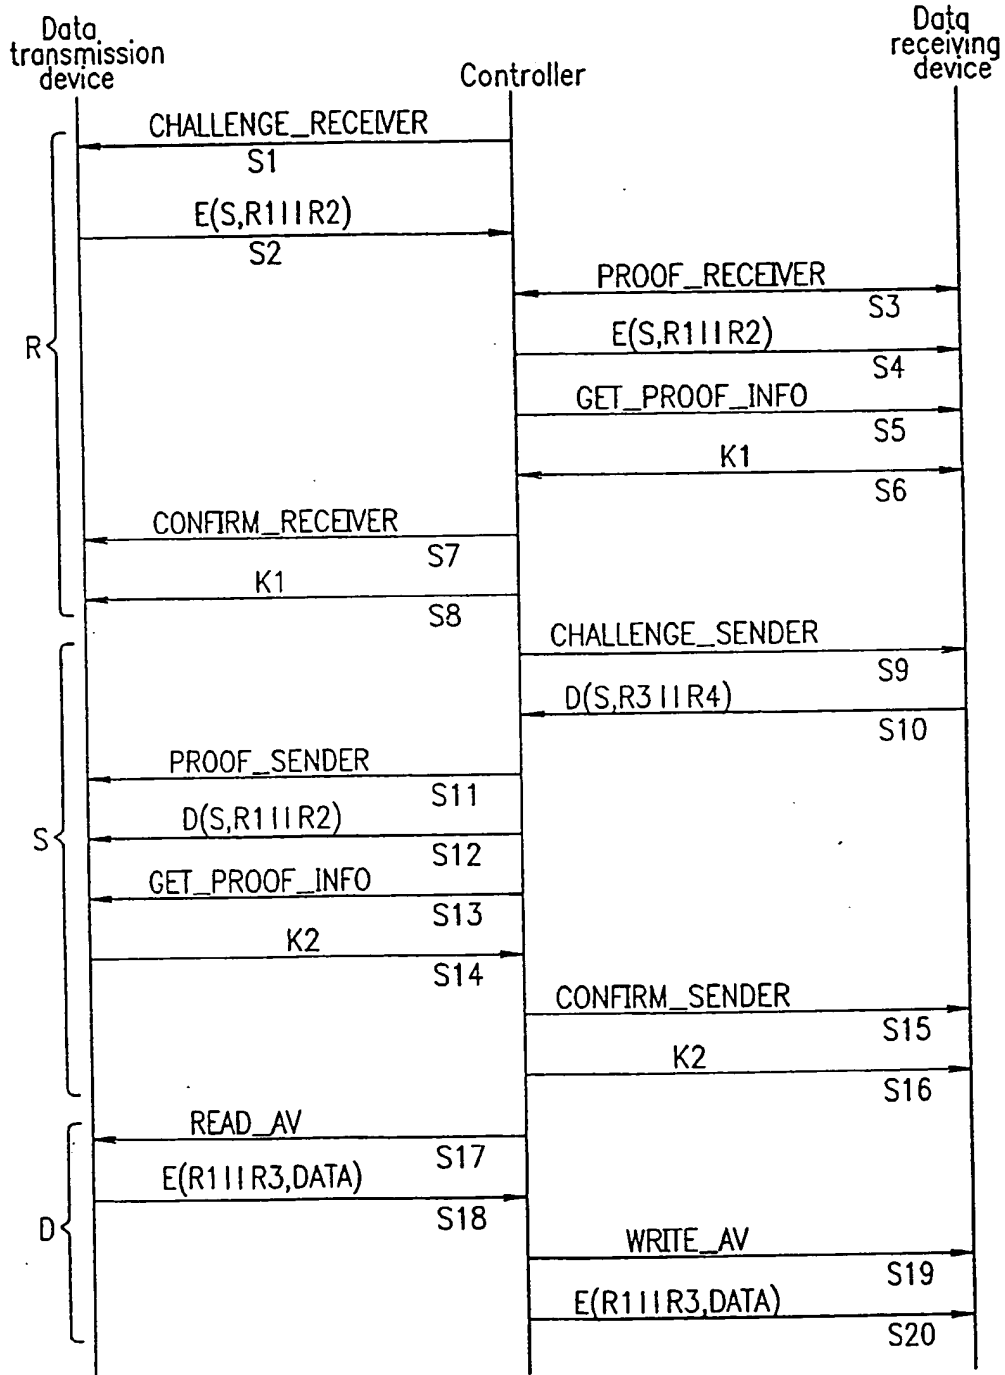 Data
transmission
device
Controller
Data
receiving
device
CHALLENGE_RECEIVER
S1
E(S,R1||R2)
S2
PROOF_RECEIVER
S3
R
E(S,R1||R2)
S4
GET_PROOF_INFO
S5
K1
S6
CONFIRM_RECEIVER
S7
K1
S8
CHALLENGE_SENDER
S9
D(S,R3||R4)
S10
PROOF_SENDER
S11
S
D(S,R1||R2)
S12
GET_PROOF_INFO
S13
K2
S14
CONFIRM_SENDER
S15
K2
S16
READ_AV
S17
E(R1||R3,DATA)
S18
D
WRITE_AV
S19
E(R1||R3,DATA)
S20